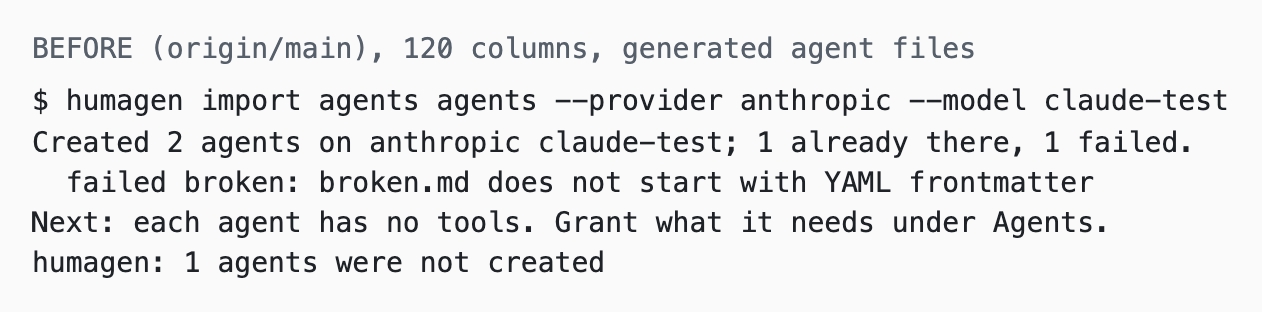 BEFORE (origin/main), 120 columns, generated agent files
$ humagen import agents agents --provider anthropic --model claude-test
Created 2 agents on anthropic claude-test; 1 already there, 1 failed.
  failed broken: broken.md does not start with YAML frontmatter
Next: each agent has no tools. Grant what it needs under Agents.
humagen: 1 agents were not created